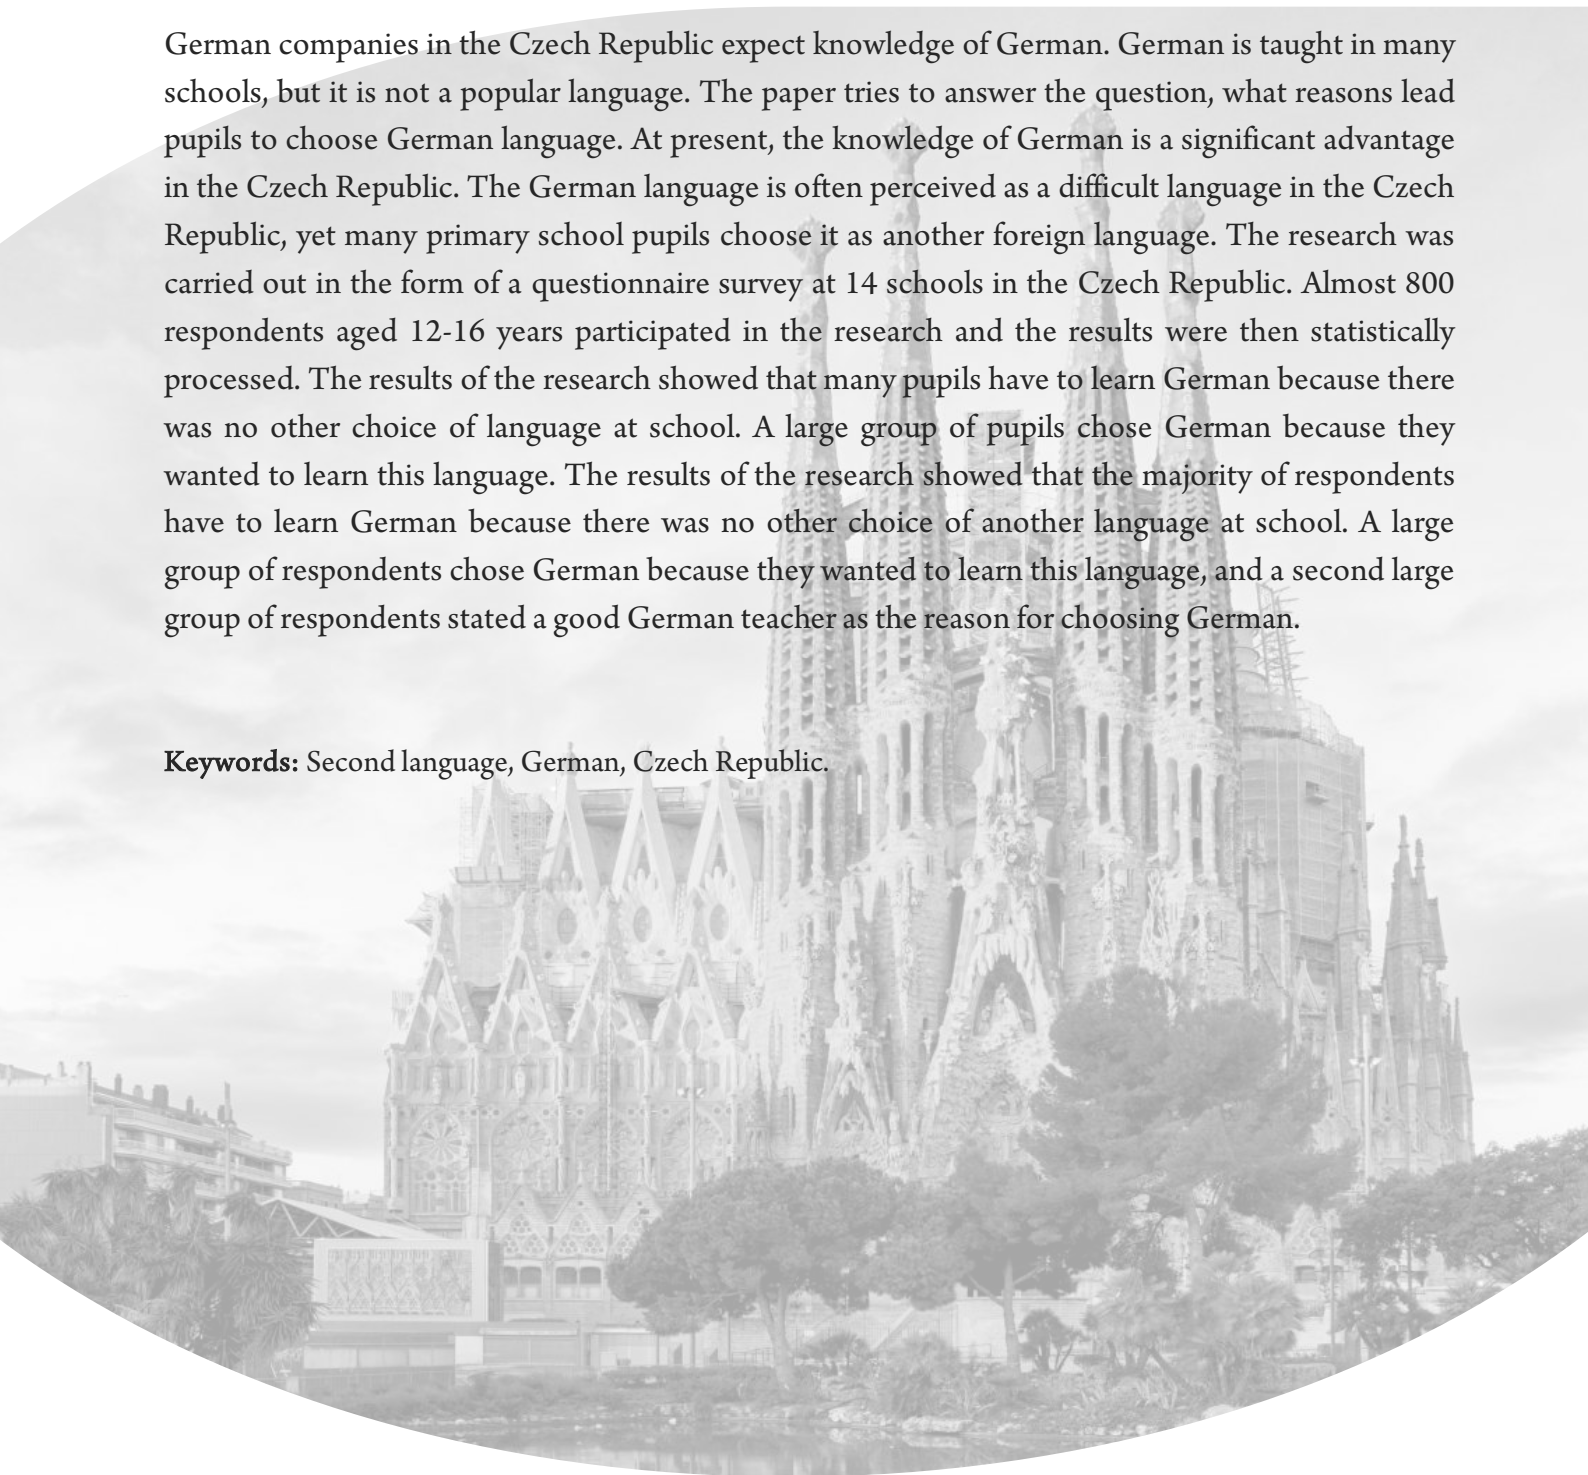 German companies in the Czech Republic expect knowledge of German. German is taught in many
schools, but it is not a popular language. The paper tries to answer the question, what reasons lead
pupils to choose German language. At present, the knowledge of German is a significant advantage
in the Czech Republic. The German language is often perceived as a difficult language in the Czech
Republic, yet many primary school pupils choose it as another foreign language. The research was
carried out in the form of a questionnaire survey at 14 schools in the Czech Republic. Almost 800
respondents aged 12-16 years participated in the research and the results were then statistically
processed. The results of the research showed that many pupils have to learn German because there
was no other choice of language at school. A large group of pupils chose German because they
wanted to learn this language. The results of the research showed that the majority of respondents
have to learn German because there was no other choice of another language at school. A large
group of respondents chose German because they wanted to learn this language, and a second large
group of respondents stated a good German teacher as the reason for choosing German.
Keywords: Second language, German, Czech Republic.